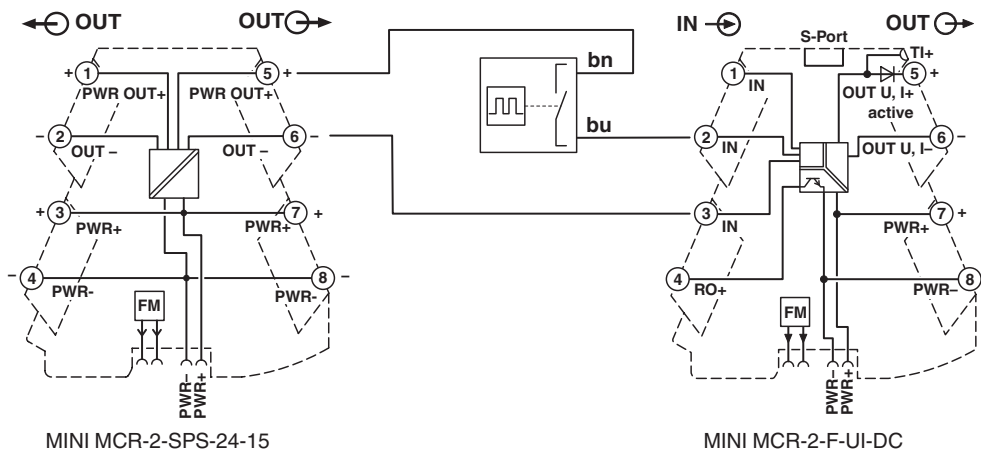 OUT OUT IN OUT
S-Port TI+
bn
+ 1 5 + 1 5 +
PWR OUT+ PWR OUT+ IN OUT U, I+
active
bu
– 2 6 – 2 6 –
OUT – OUT – IN OUT U, I–
+ 3 7 + 3 7 +
PWR+ PWR+ IN PWR+
– 4 8 – 4 8
PWR- PWR- RO+ PWR–
FM FM
PWR- PWR+ PWR- PWR+
MINI MCR-2-SPS-24-15 MINI MCR-2-F-UI-DC